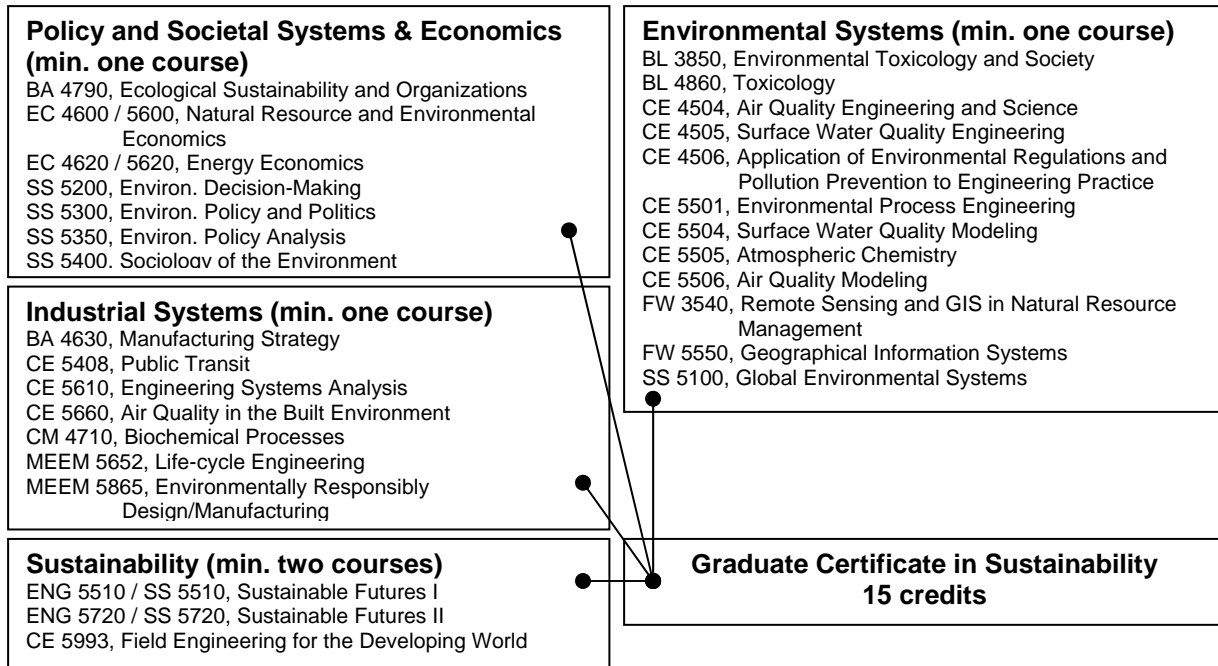 Policy and Societal Systems & Economics
(min. one course)
BA 4790, Ecological Sustainability and Organizations
EC 4600 / 5600, Natural Resource and Environmental
Economics
EC 4620 / 5620, Energy Economics
SS 5200, Environ. Decision-Making
SS 5300, Environ. Policy and Politics
SS 5350, Environ. Policy Analysis
SS 5400, Sociology of the Environment
Industrial Systems (min. one course)
BA 4630, Manufacturing Strategy
CE 5408, Public Transit
CE 5610, Engineering Systems Analysis
CE 5660, Air Quality in the Built Environment
CM 4710, Biochemical Processes
MEEM 5652, Life-cycle Engineering
MEEM 5865, Environmentally Responsibly
Design/Manufacturing
Sustainability (min. two courses)
ENG 5510 / SS 5510, Sustainable Futures I
ENG 5720 / SS 5720, Sustainable Futures II
CE 5993, Field Engineering for the Developing World
Environmental Systems (min. one course)
BL 3850, Environmental Toxicology and Society
BL 4860, Toxicology
CE 4504, Air Quality Engineering and Science
CE 4505, Surface Water Quality Engineering
CE 4506, Application of Environmental Regulations and
Pollution Prevention to Engineering Practice
CE 5501, Environmental Process Engineering
CE 5504, Surface Water Quality Modeling
CE 5505, Atmospheric Chemistry
CE 5506, Air Quality Modeling
FW 3540, Remote Sensing and GIS in Natural Resource
Management
FW 5550, Geographical Information Systems
SS 5100, Global Environmental Systems
Graduate Certificate in Sustainability
15 credits